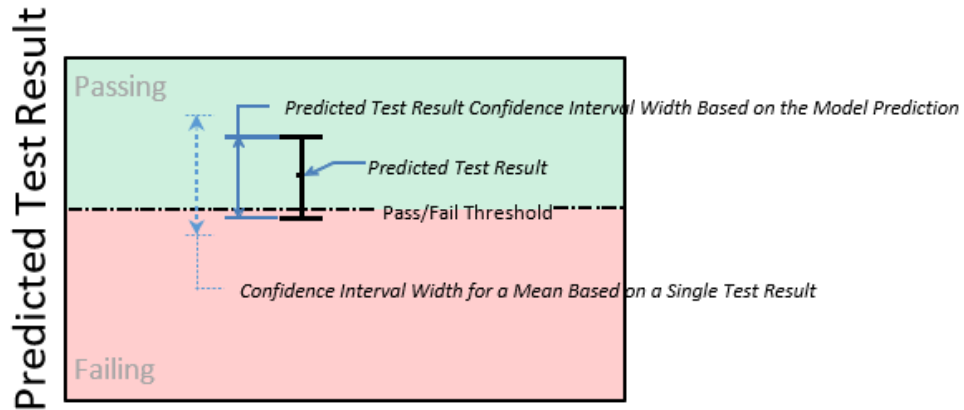 Predicted Test Result
Passing
Predicted Test Result Confidence Interval Width Based on the Model Prediction
Predicted Test Result
Pass/Fail Threshold
Confidence Interval Width for a Mean Based on a Single Test Result
Failing